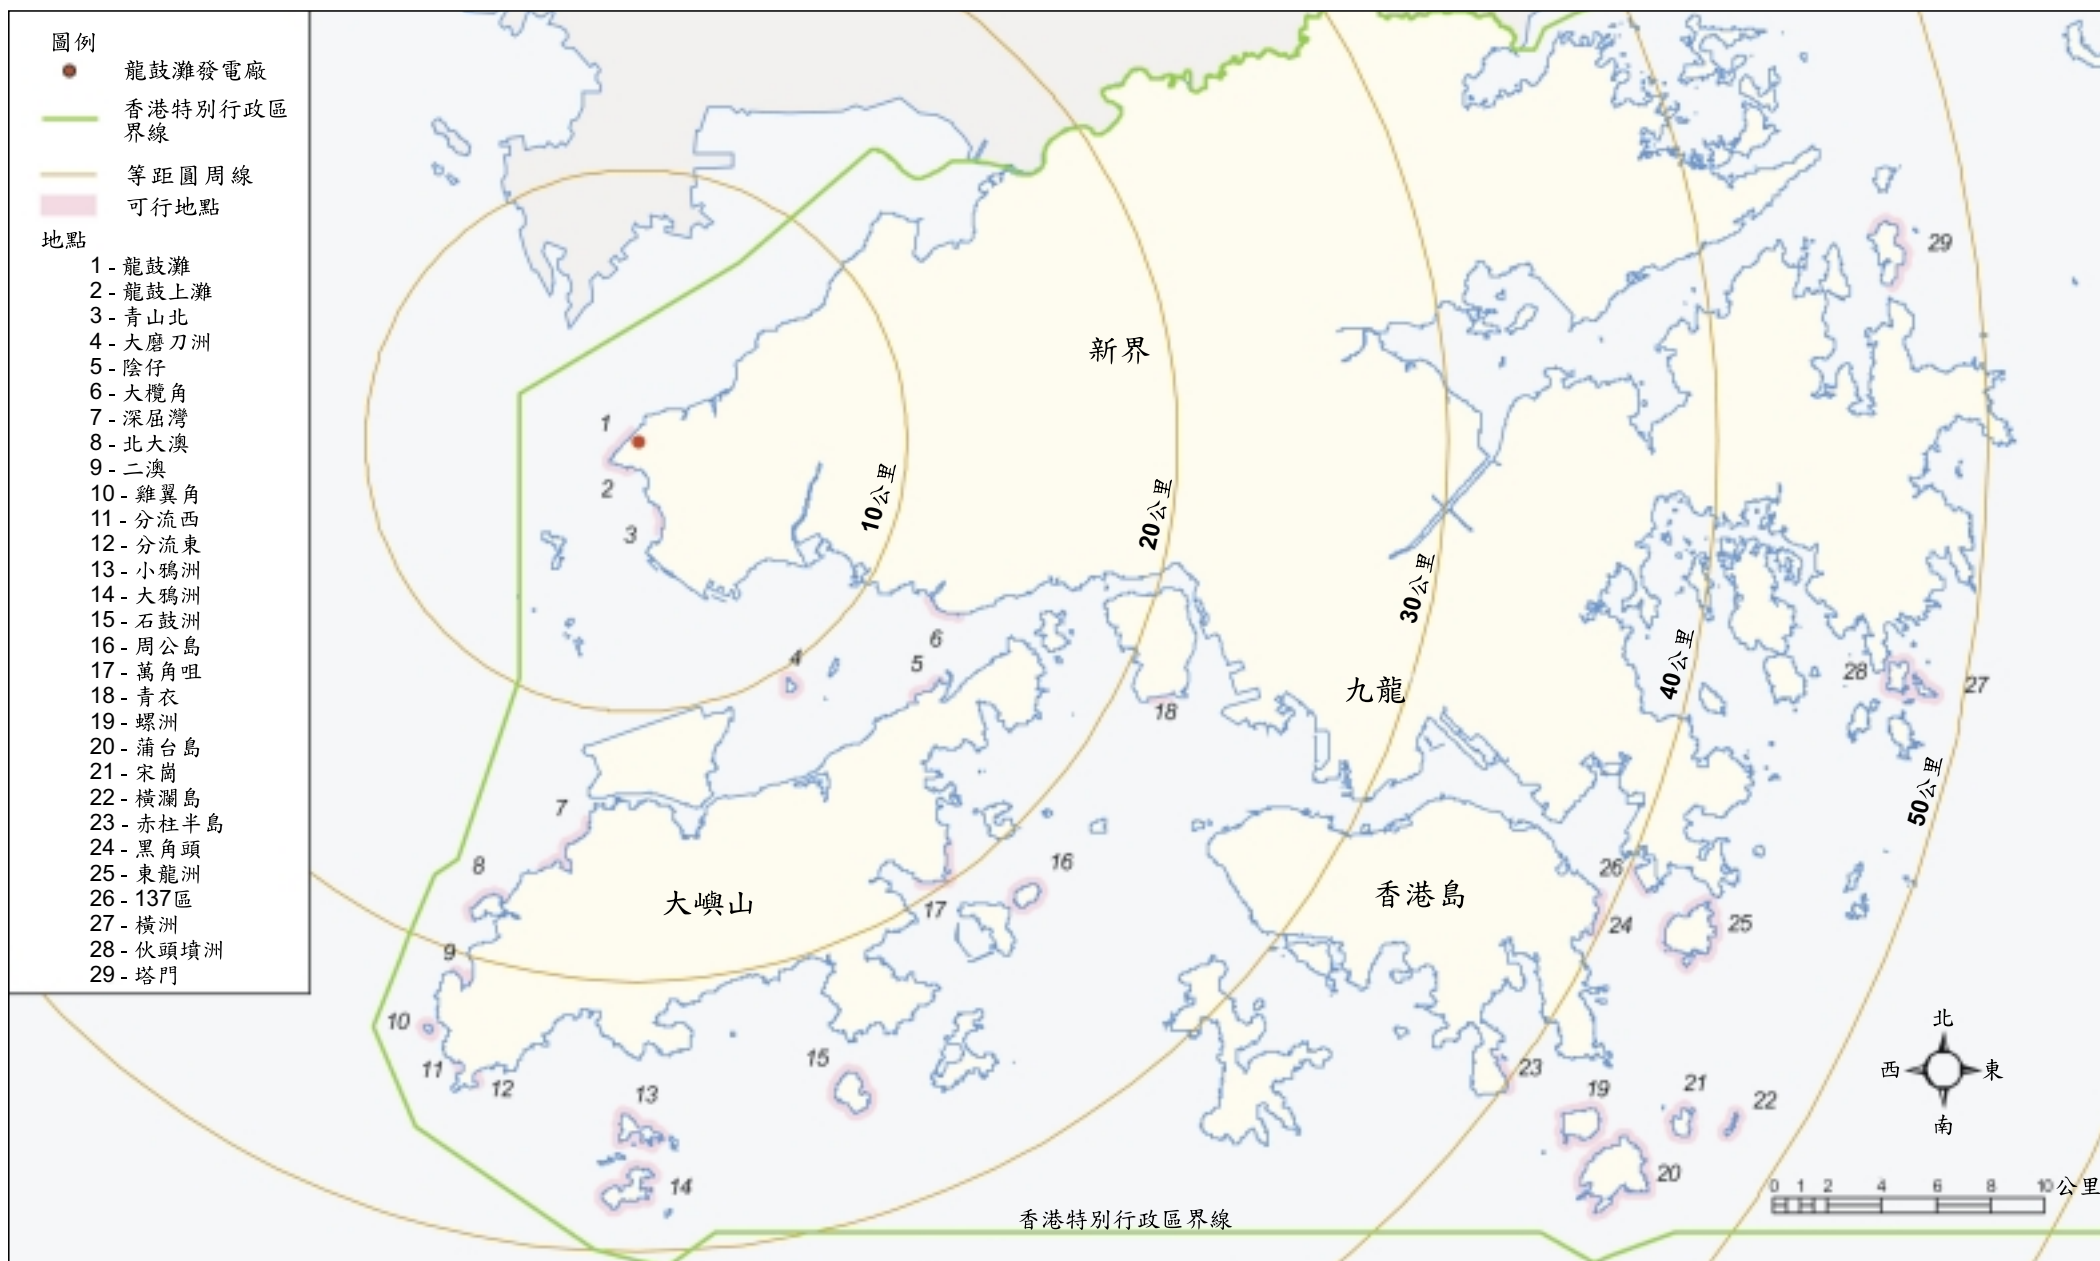 圖例
龍鼓灘發電廠
香港特別行政區
界線
等距圓周線
可行地點
地點
1 - 龍鼓灘
2 - 龍鼓上灘
3 - 青山北
4 - 大磨刀洲
5 - 陰仔
6 - 大欖角
7 - 深屈灣
8 - 北大澳
9 - 二澳
10 - 雞翼角
11 - 分流西
12 - 分流東
13 - 小鴉洲
14 - 大鴉洲
15 - 石鼓洲
16 - 周公島
17 - 萬角咀
18 - 青衣
19 - 螺洲
20 - 蒲台島
21 - 宋崗
22 - 橫瀾島
23 - 赤柱半島
24 - 黑角頭
25 - 東龍洲
26 - 137區
27 - 橫洲
28 - 伙頭墳洲
29 - 塔門
29
新界
1
2
3
10公里
20公里
30公里
40公里
50公里
4
5
6
18
九龍
28
27
7
8
16
17
大嶼山
香港島
26
24
25
9
10
11
12
13
14
15
23
19
21
22
20
北
西
東
南
0 1 2 4 6 8 10公里
香港特別行政區界線